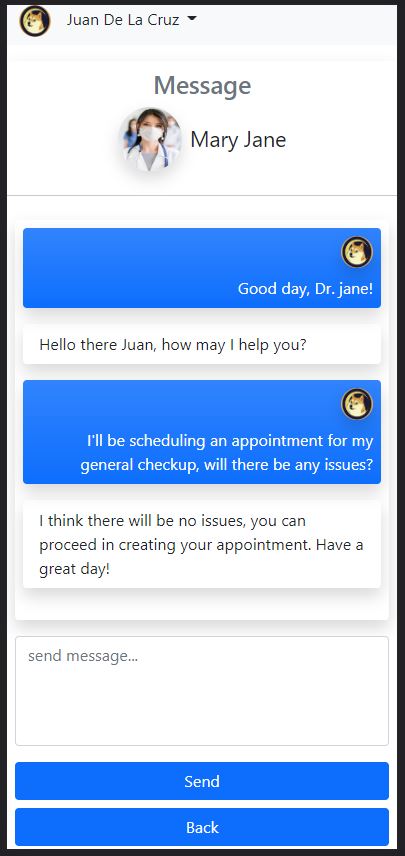 Juan De La Cruz
Message
Mary Jane
Good day, Dr. jane!
Hello there Juan, how may I help you?
I'll be scheduling an appointment for my
general checkup, will there be any issues?
I think there will be no issues, you can
proceed in creating your appointment. Have a
great day!
send message...
Send
Back